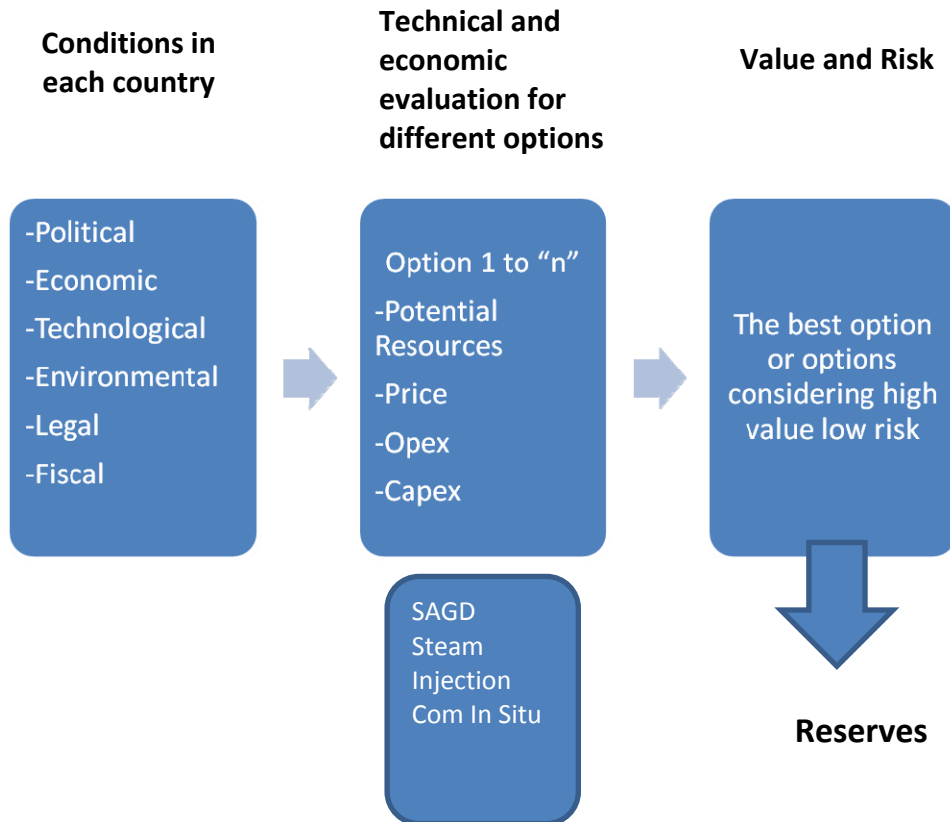 Conditions in
each country
Technical and
economic
evaluation for
different options
Value and Risk
-Political
-Economic
-Technological
-Environmental
-Legal
-Fiscal
Option 1 to “n”
-Potential
Resources
-Price
-Opex
-Capex
The best option
or options
considering high
value low risk
SAGD
Steam
Injection
Com In Situ
Reserves